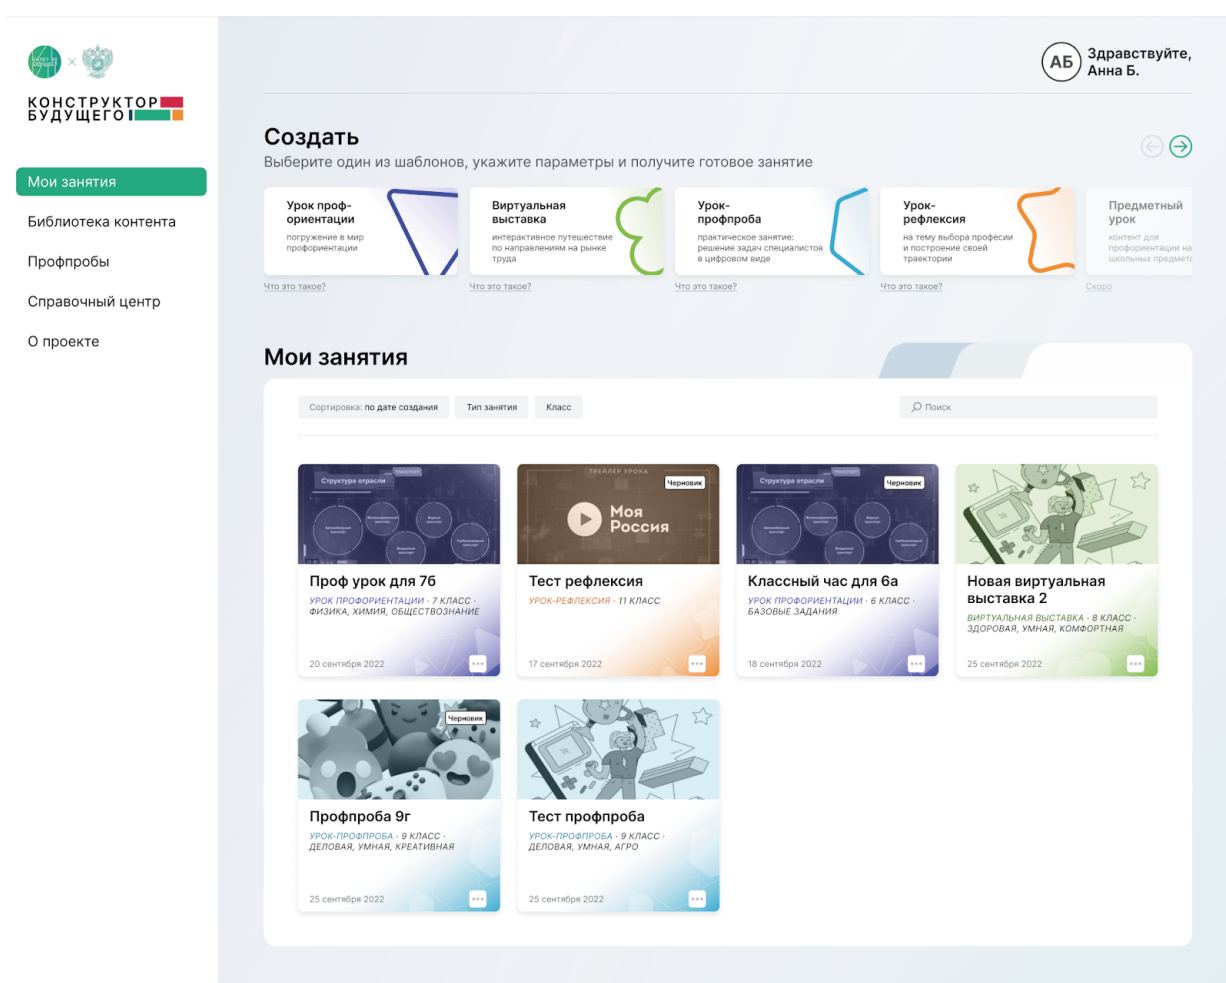 Здравствуйте,
АБ
Анна Б.
КОНСТРУКТОР
БУДУЩЕГО
Мои занятия
Библиотека контента
Профпробы
Справочный центр
О проекте
Создать
Выберите один из шаблонов, укажите параметры и получите готовое занятие
Урок проф-
ориентации
погружение в мир
профориентации
Что это такое?
Виртуальная
выставка
интерактивное путешествие
по направлениям на рынке
труда
Что это такое?
Урок-
профпроба
практическое занятие:
решение задач специалистов
в цифровом виде
Что это такое?
Урок-
рефлексия
на тему выбора професии
и построение своей
траектории
Что это такое?
Предметный
урок
контент для
профориентации на
школьных предмето
Скоро
Мои занятия
Сортировка: по дате создания
Тип занятия
Класс
Поиск
ТРАНСПОРТ
Структура отрасли
Проф урок для 7б
УРОК ПРОФОРИЕНТАЦИИ · 7 КЛАСС ·
ФИЗИКА, ХИМИЯ, ОБЩЕСТВОЗНАНИЕ
20 сентября 2022
ТРЕЙЛЕР УРОКА
Черновик
Моя
Россия
Тест рефлексия
УРОК-РЕФЛЕКСИЯ · 11 КЛАСС
17 сентября 2022
ТРАНСПОРТ
Структура отрасли
Черновик
Классный час для 6а
УРОК ПРОФОРИЕНТАЦИИ · 6 КЛАСС ·
БАЗОВЫЕ ЗАДАНИЯ
18 сентября 2022
Новая виртуальная
выставка 2
ВИРТУАЛЬНАЯ ВЫСТАВКА · 8 КЛАСС ·
ЗДОРОВАЯ, УМНАЯ, КОМФОРТНАЯ
25 сентября 2022
Черновик
Профпроба 9г
УРОК-ПРОФПРОБА · 9 КЛАСС ·
ДЕЛОВАЯ, УМНАЯ, КРЕАТИВНАЯ
25 сентября 2022
Тест профпроба
УРОК-ПРОФПРОБА · 9 КЛАСС ·
ДЕЛОВАЯ, УМНАЯ, АГРО
25 сентября 2022